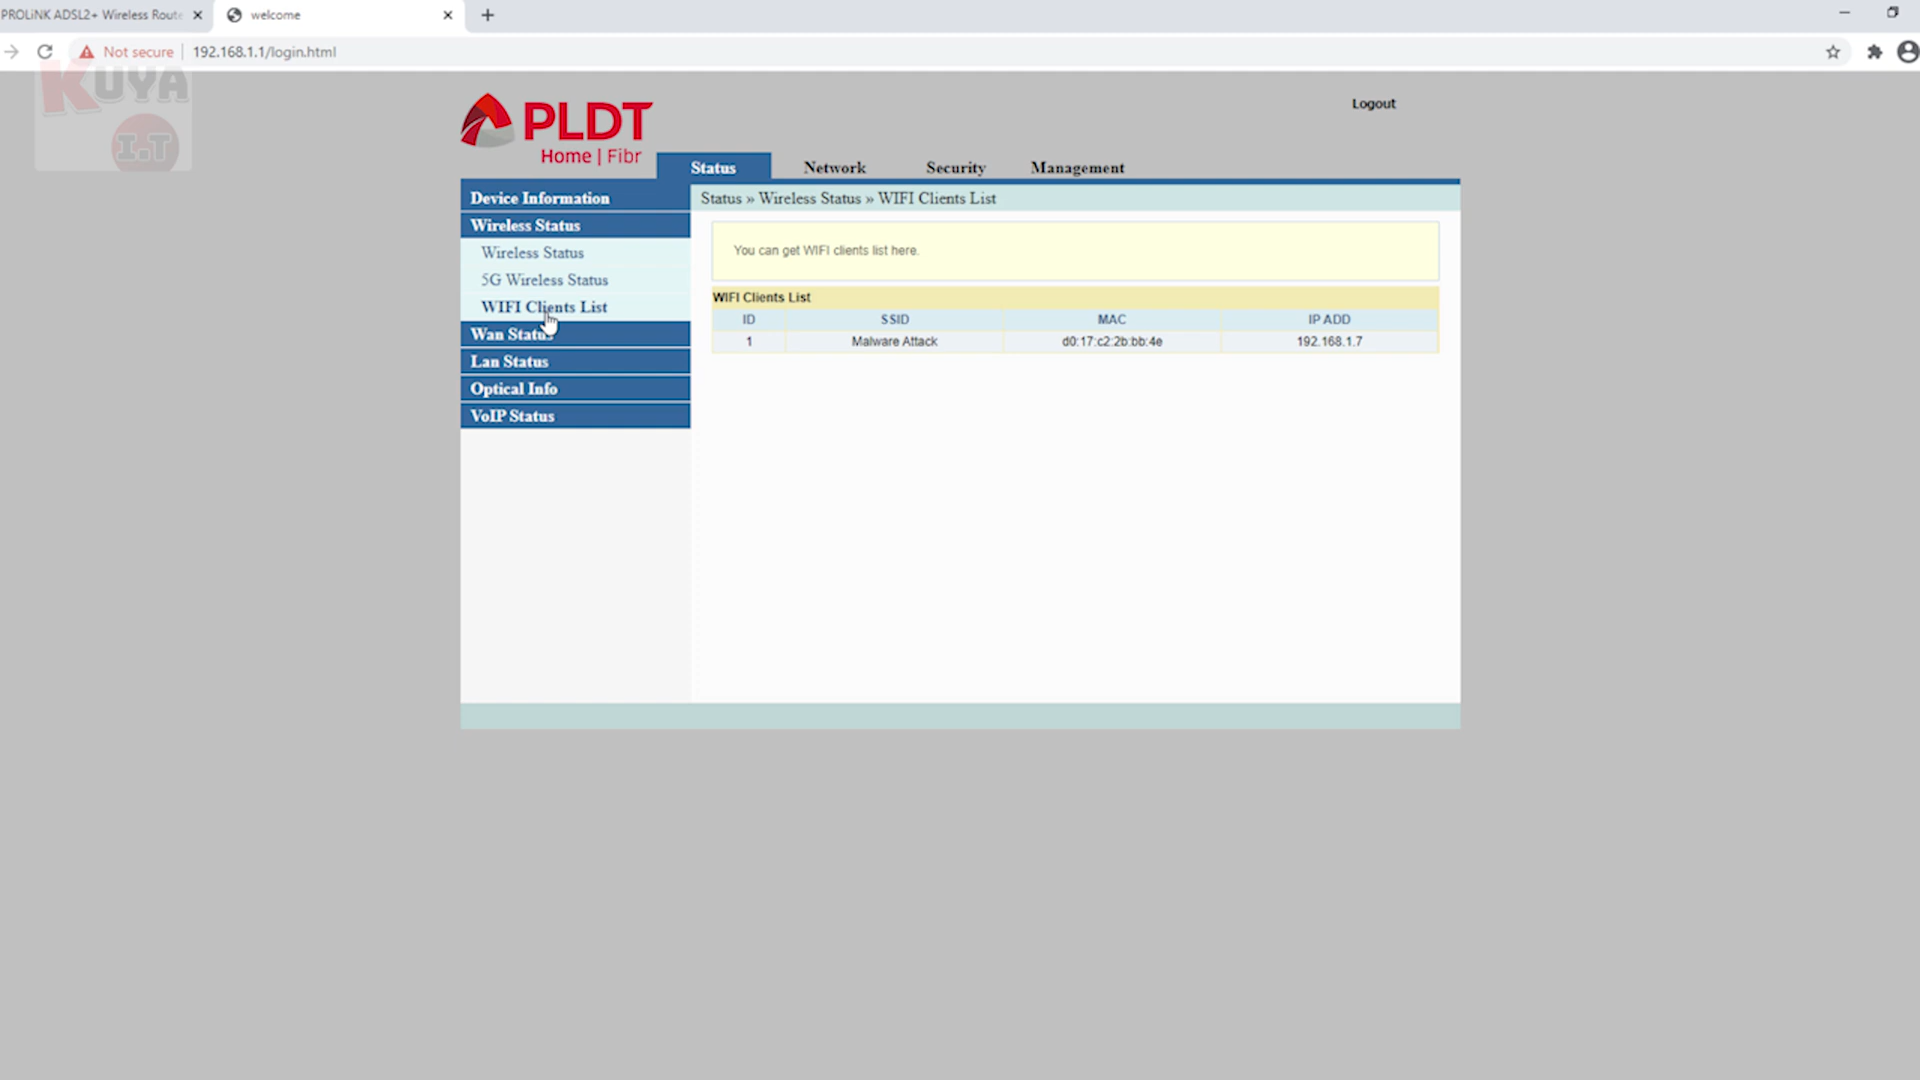 PROLiNK ADSL2+ Wireless Route
welcome
Not secure
192.168.1.1/login.html
KUYA
I.T
PLDT
Home | Fibr
Logout
Status
Network
Security
Management
Device Information
Wireless Status
Wireless Status
5G Wireless Status
WIFI Clients List
Wan Status
Lan Status
Optical Info
VoIP Status
Status » Wireless Status » WIFI Clients List
You can get WIFI clients list here.
WIFI Clients List
ID SSID MAC IP ADD
1 Malware Attack d0:17:c2:2b:bb:4e 192.168.1.7